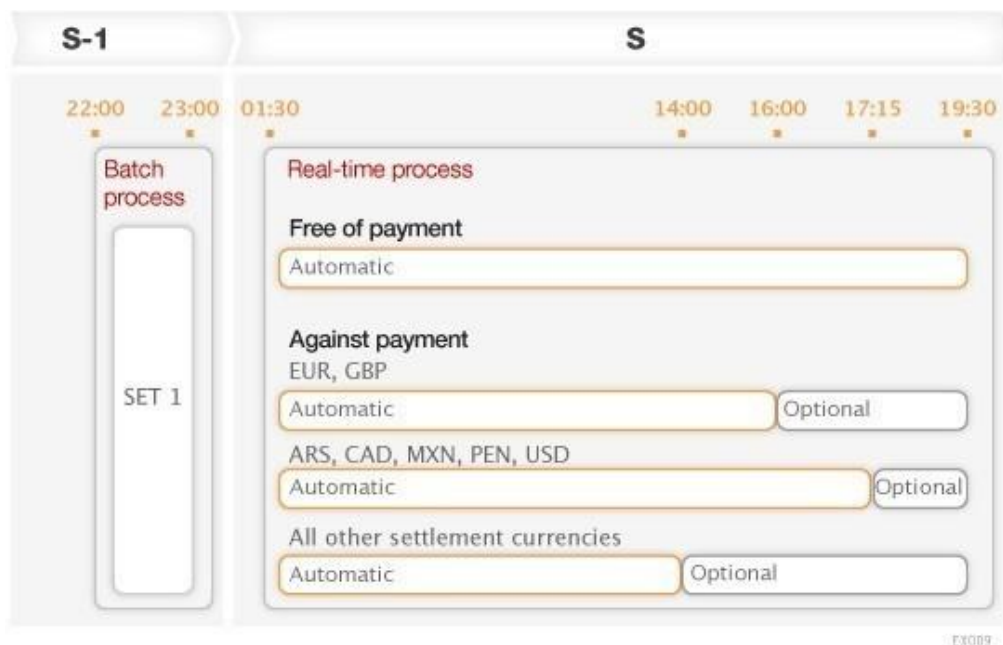 S-1
S
22:00 23:00 01:30 14:00 16:00 17:15 19:30
Batch
process
SET 1
Real-time process
Free of payment
Automatic
Against payment
EUR, GBP
Automatic Optional
ARS, CAD, MXN, PEN, USD
Automatic Optional
All other settlement currencies
Automatic Optional
FX009